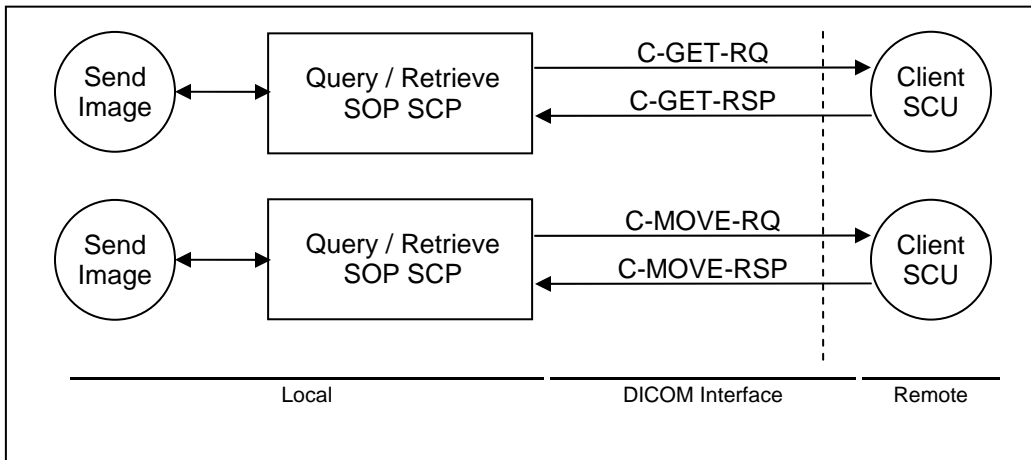 Send
Image
Query / Retrieve
SOP SCP
C-GET-RQ
C-GET-RSP
Client
SCU
Send
Image
Query / Retrieve
SOP SCP
C-MOVE-RQ
C-MOVE-RSP
Client
SCU
Local
DICOM Interface
Remote